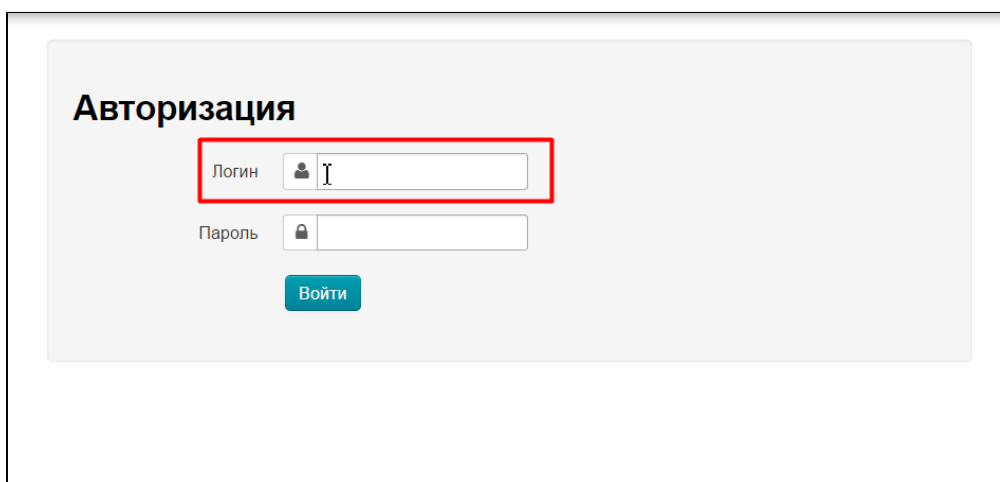 Авторизация
Логин
Пароль
Войти